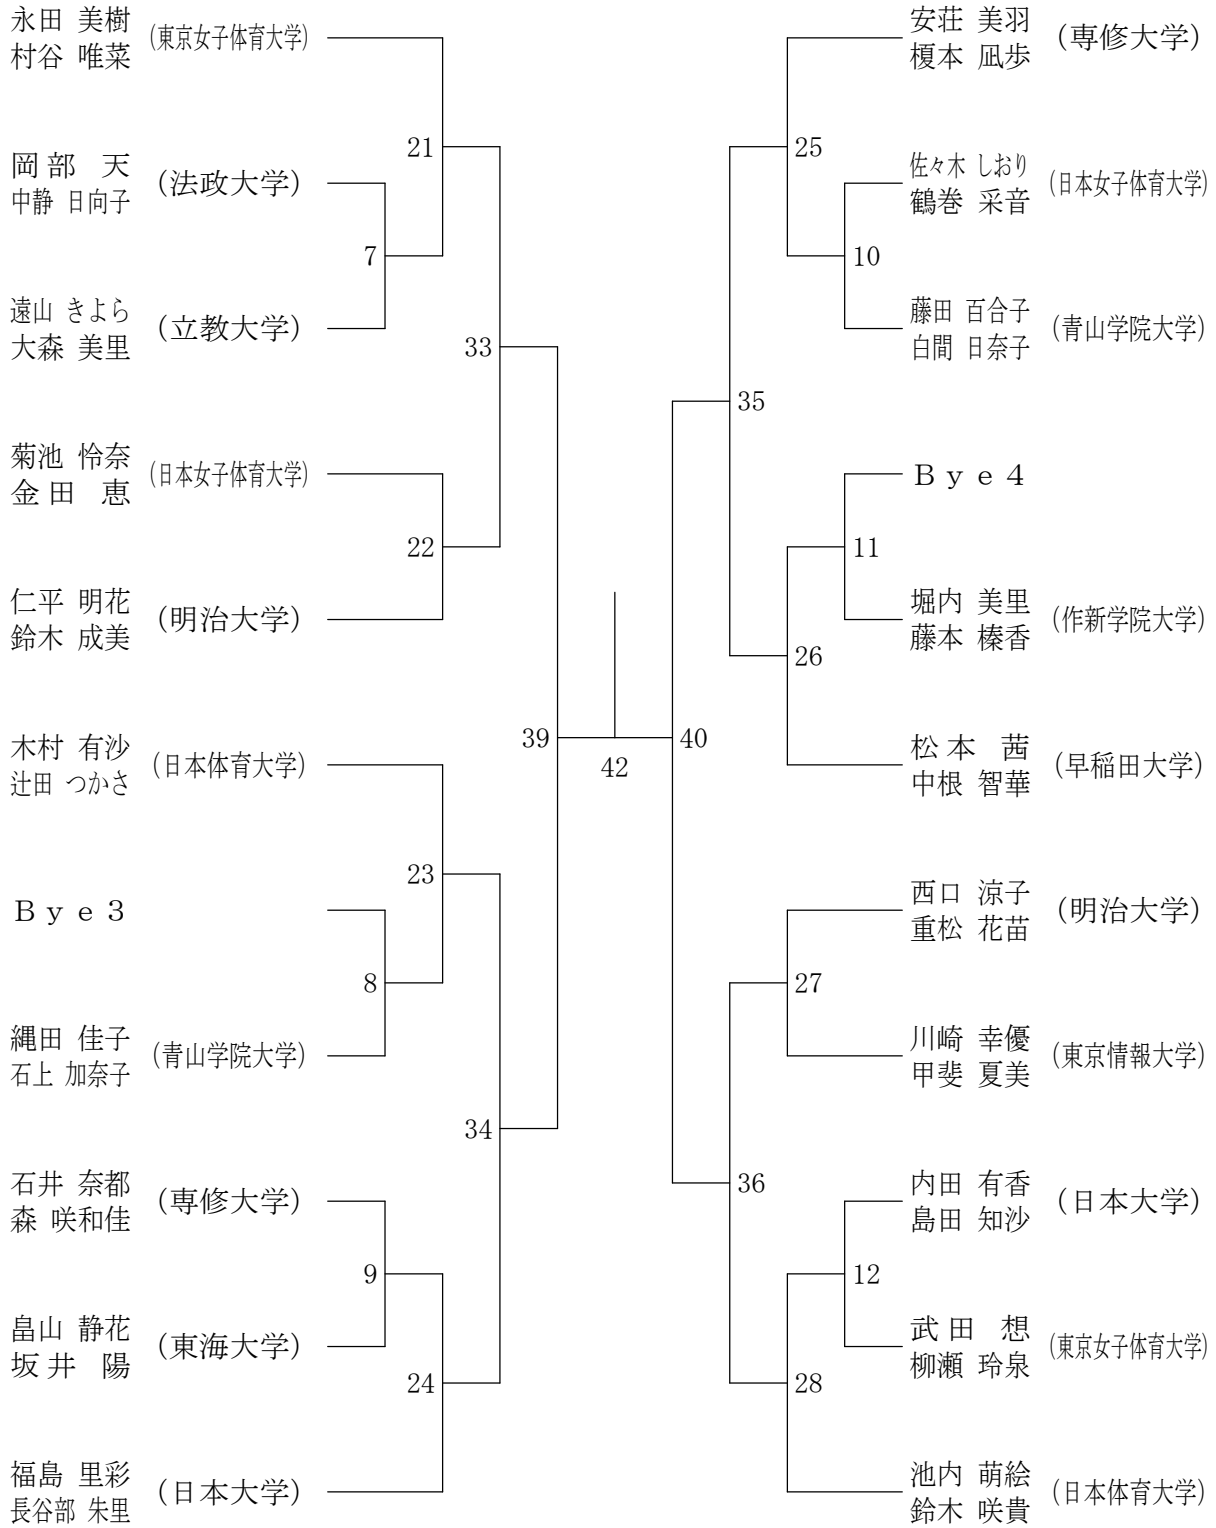 永田 美樹
村谷 唯菜
(東京女子体育大学)
岡部 天
中静 日向子
(法政大学)
遠山 きよら
大森 美里
(立教大学)
菊池 怜奈
金田 恵
(日本女子体育大学)
仁平 明花
鈴木 成美
(明治大学)
木村 有沙
辻田 つかさ
(日本体育大学)
Bye3
縄田 佳子
石上 加奈子
(青山学院大学)
石井 奈都
森 咲和佳
(専修大学)
畠山 静花
坂井 陽
(東海大学)
福島 里彩
長谷部 朱里
(日本大学)
21
7
33
22
39
23
8
34
9
24
42
40
25
10
35
11
26
27
36
12
28
安荘 美羽
榎本 凪歩
(専修大学)
佐々木 しおり
鶴巻 采音
(日本女子体育大学)
藤田 百合子
白間 日奈子
(青山学院大学)
Bye4
堀内 美里
藤本 榛香
(作新学院大学)
松本 茜
中根 智華
(早稲田大学)
西口 涼子
重松 花苗
(明治大学)
川崎 幸優
甲斐 夏美
(東京情報大学)
内田 有香
島田 知沙
(日本大学)
武田 想
柳瀬 玲泉
(東京女子体育大学)
池内 萌絵
鈴木 咲貴
(日本体育大学)